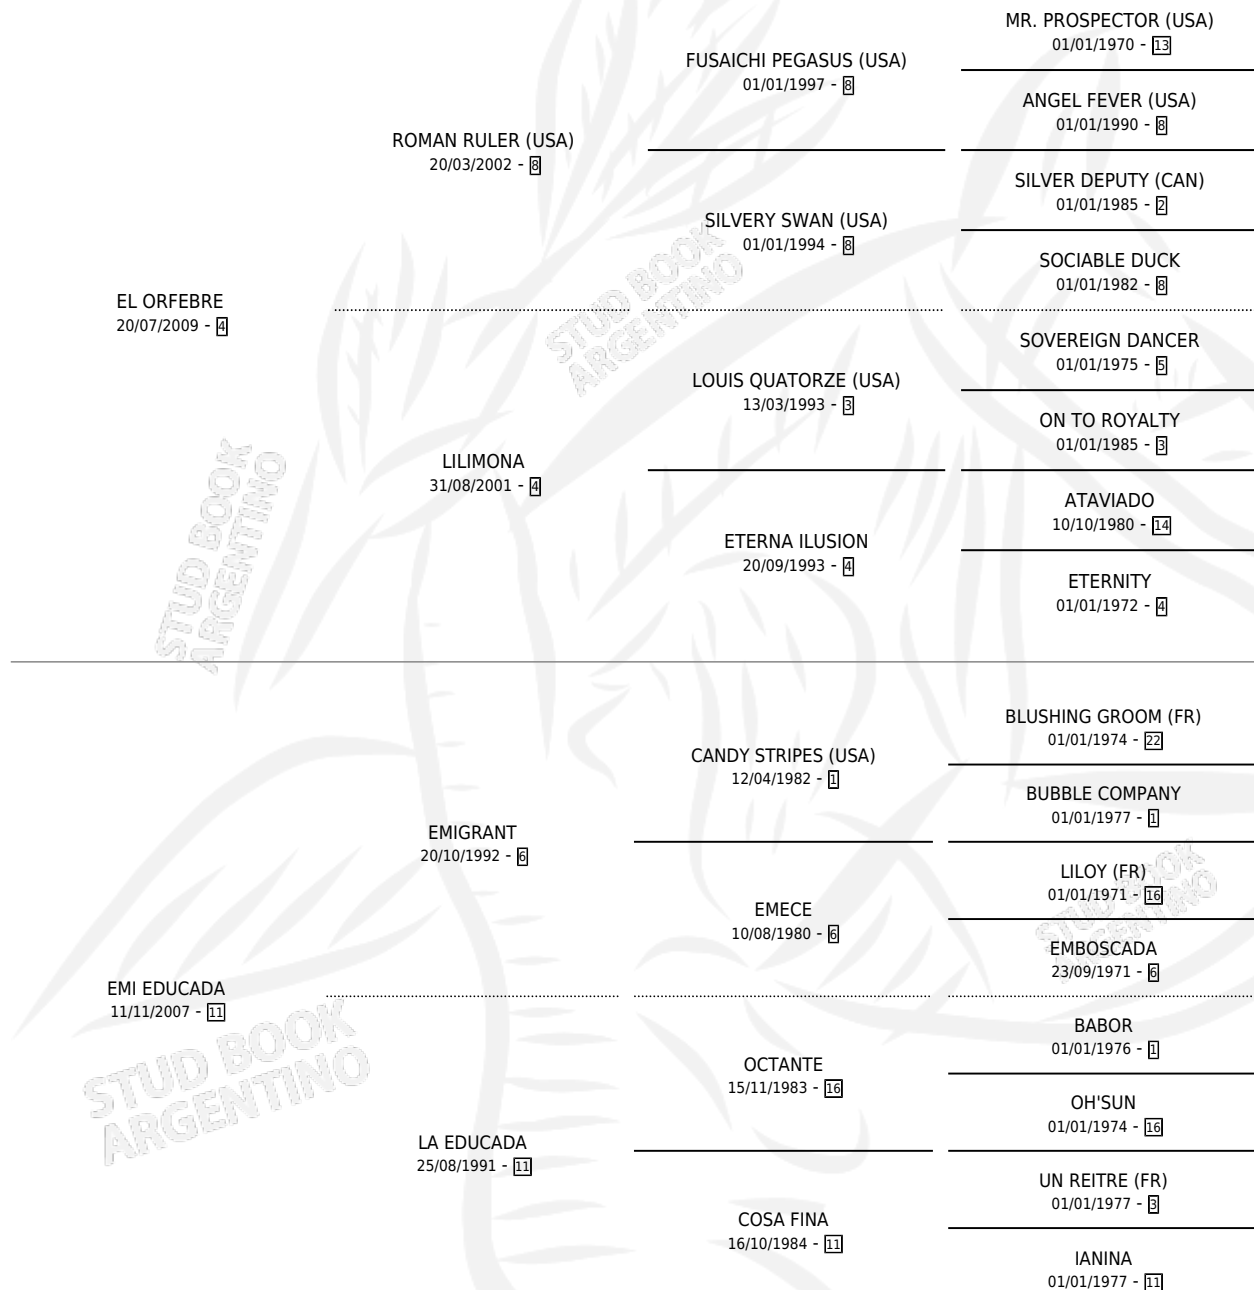 MR. PROSPECTOR (USA)
01/01/1970 - 13
FUSAICHI PEGASUS (USA)
01/01/1997 - 8
ANGEL FEVER (USA)
01/01/1990 - 8
ROMAN RULER (USA)
20/03/2002 - 8
SILVER DEPUTY (CAN)
01/01/1985 - 2
SILVERY SWAN (USA)
01/01/1994 - 8
SOCIABLE DUCK
01/01/1982 - 8
EL ORFEBRE
20/07/2009 - 4
SOVEREIGN DANCER
01/01/1975 - 5
LOUIS QUATORZE (USA)
13/03/1993 - 3
ON TO ROYALTY
01/01/1985 - 3
LILIMONA
31/08/2001 - 4
ATAVIADO
10/10/1980 - 14
ETERNA ILUSION
20/09/1993 - 4
ETERNITY
01/01/1972 - 4
STUD BOOK
ARGENTINO
STUD BOOK
ARGENTINO
BLUSHING GROOM (FR)
01/01/1974 - 22
CANDY STRIPES (USA)
12/04/1982 - 1
BUBBLE COMPANY
01/01/1977 - 1
EMIGRANT
20/10/1992 - 6
LILOY (FR)
01/01/1971 - 16
EMECE
10/08/1980 - 6
EMBOSCADA
23/09/1971 - 6
STUD BOOK
ARGENTINO
EMI EDUCADA
11/11/2007 - 11
BABOR
01/01/1976 - 1
OCTANTE
15/11/1983 - 16
OH'SUN
01/01/1974 - 16
LA EDUCADA
25/08/1991 - 11
UN REITRE (FR)
01/01/1977 - 3
COSA FINA
16/10/1984 - 11
IANINA
01/01/1977 - 11
STUD BOOK
ARGENTINO